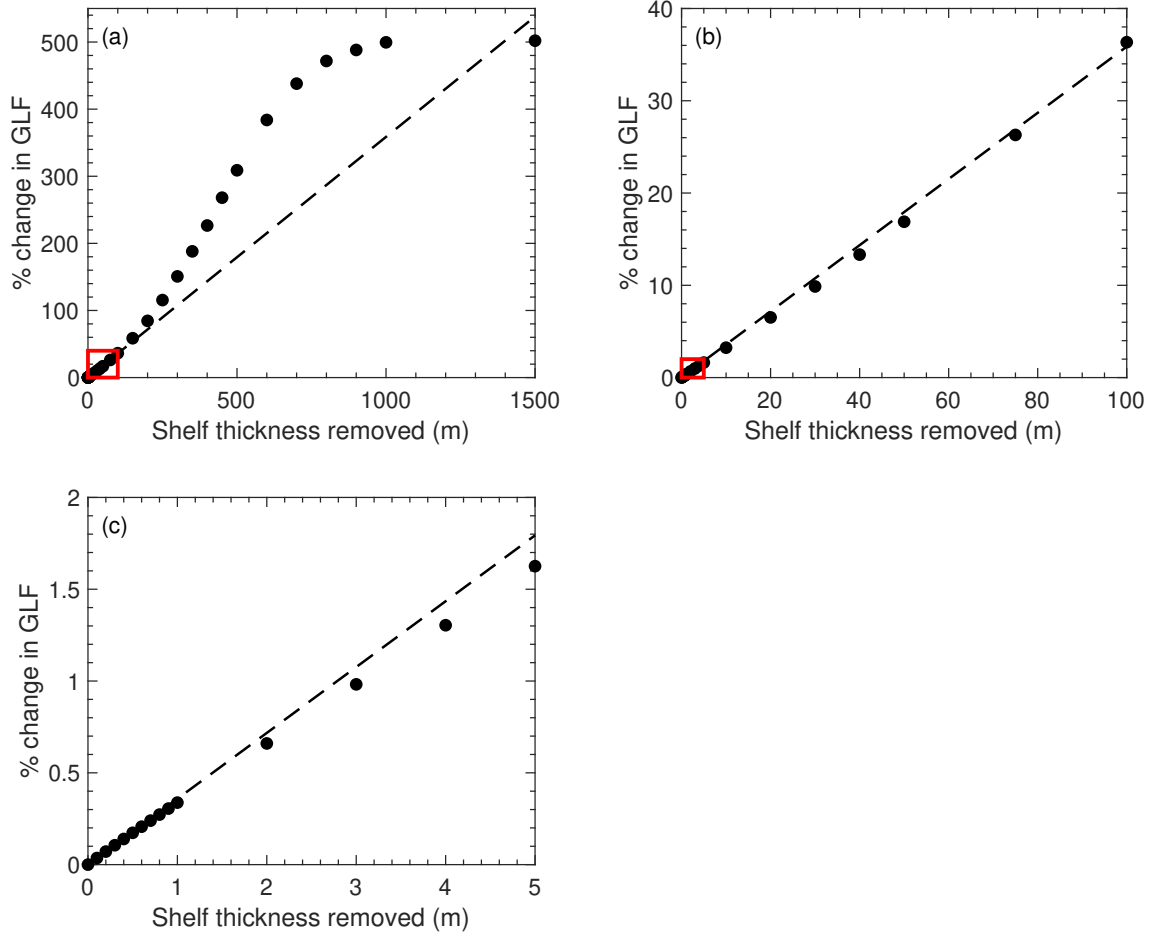 (a)
500
400
300
200
100
0
% change in GLF
0 500 1000 1500
Shelf thickness removed (m)
(b)
40
30
20
10
0
% change in GLF
0 20 40 60 80 100
Shelf thickness removed (m)
(c)
2
1.5
1
0.5
0
% change in GLF
0 1 2 3 4 5
Shelf thickness removed (m)